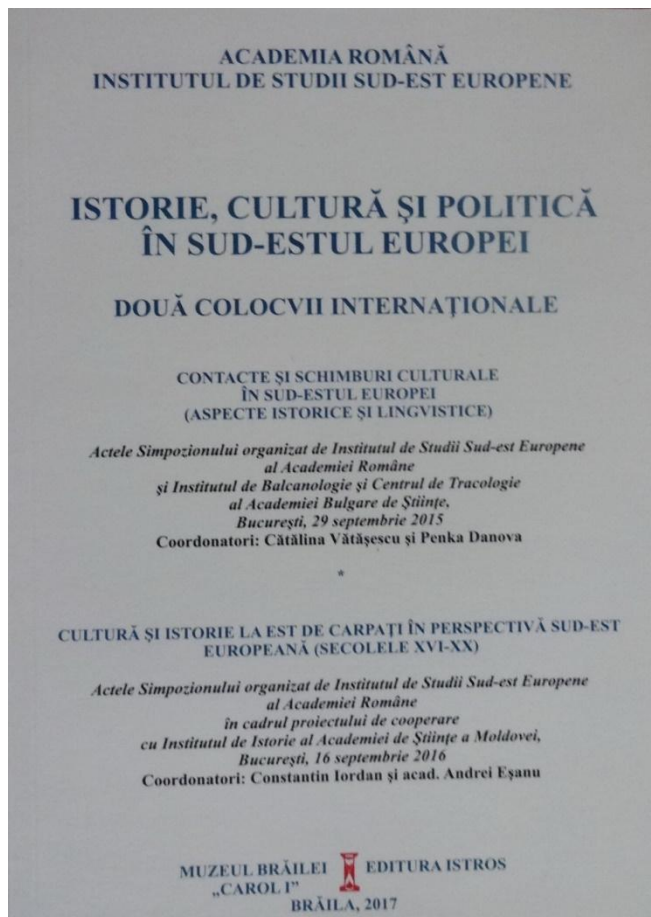 ACADEMIA ROMÂNĂ
INSTITUTUL DE STUDII SUD-EST EUROPENE
ISTORIE, CULTURĂ ŞI POLITICĂ
ÎN SUD-ESTUL EUROPEI
DOUĂ COLOCVII INTERNAŢIONALE
CONTACTE ŞI SCHIMBURI CULTURALE
ÎN SUD-ESTUL EUROPEI
(ASPECTE ISTORICE ŞI LINGVISTICE)
Actele Simpozionului organizat de Institutul de Studii Sud-est Europene
al Academiei Române
şi Institutul de Balcanologie şi Centrul de Tracologie
al Academiei Bulgare de Ştiinţe,
Bucureşti, 29 septembrie 2015
Coordonatori: Cătălina Vătăşescu şi Penka Danova
*
CULTURĂ ŞI ISTORIE LA EST DE CARPAŢI ÎN PERSPECTIVĂ SUD-EST
EUROPEANĂ (SECOLELE XVI-XX)
Actele Simpozionului organizat de Institutul de Studii Sud-est Europene
al Academiei Române
în cadrul proiectului de cooperare
cu Institutul de Istorie al Academiei de Ştiinţe a Moldovei,
Bucureşti, 16 septembrie 2016
Coordonatori: Constantin Iordan şi acad. Andrei Eşanu
MUZEUL BRĂILEI EDITURA ISTROS
„CAROL I”
BRĂILA, 2017